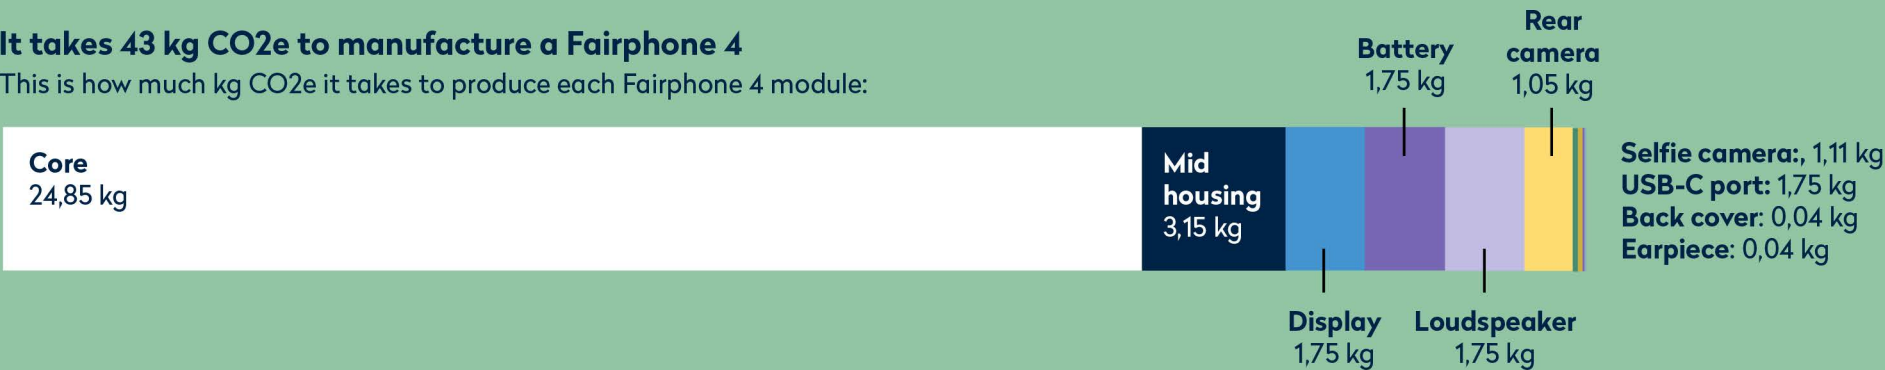 It takes 43 kg CO2e to manufacture a Fairphone 4
This is how much kg CO2e it takes to produce each Fairphone 4 module:
Core
24,85 kg
Mid
housing
3,15 kg
Display
1,75 kg
Battery
1,75 kg
Loudspeaker
1,75 kg
Rear
camera
1,05 kg
Selfie camera:, 1,11 kg
USB-C port: 1,75 kg
Back cover: 0,04 kg
Earpiece: 0,04 kg